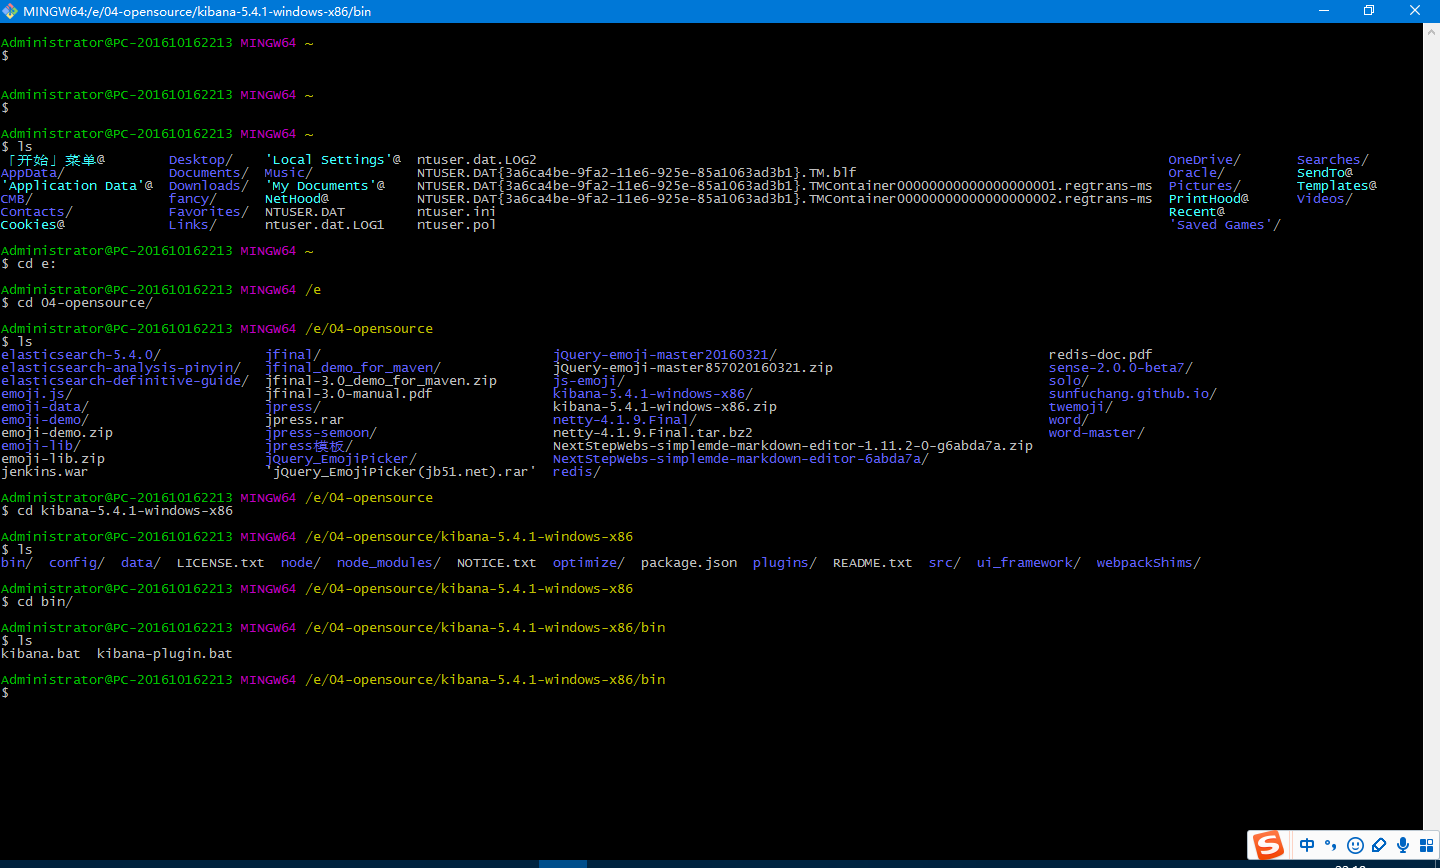 MINGW64:/e/04-opensource/kibana-5.4.1-windows-x86/bin
Administrator@PC-201610162213 MINGW64 ~
$
Administrator@PC-201610162213 MINGW64 ~
$
Administrator@PC-201610162213 MINGW64 ~
$ ls
「开始」菜单@ Desktop/ 'Local Settings'@ ntuser.dat.LOG2 OneDrive/ Searches/
AppData/ Documents/ Music/ NTUSER.DAT{3a6ca4be-9fa2-11e6-925e-85a1063ad3b1}.TM.blf Oracle/ SendTo@
'Application Data'@ Downloads/ 'My Documents'@ NTUSER.DAT{3a6ca4be-9fa2-11e6-925e-85a1063ad3b1}.TMContainer00000000000000000001.regtrans-ms Pictures/ Templates@
CMB/ fancy/ NetHood@ NTUSER.DAT{3a6ca4be-9fa2-11e6-925e-85a1063ad3b1}.TMContainer00000000000000000002.regtrans-ms PrintHood@ Videos/
Contacts/ Favorites/ NTUSER.DAT ntuser.ini Recent@
Cookies@ Links/ ntuser.dat.LOG1 ntuser.pol 'Saved Games'/
Administrator@PC-201610162213 MINGW64 ~
$ cd e:
Administrator@PC-201610162213 MINGW64 /e
$ cd 04-opensource/
Administrator@PC-201610162213 MINGW64 /e/04-opensource
$ ls
elasticsearch-5.4.0/ jfinal/ jQuery-emoji-master20160321/ redis-doc.pdf
elasticsearch-analysis-pinyin/ jfinal_demo_for_maven/ jQuery-emoji-master857020160321.zip sense-2.0.0-beta7/
elasticsearch-definitive-guide/ jfinal-3.0_demo_for_maven.zip js-emoji/ solo/
emoji.js/ jfinal-3.0-manual.pdf kibana-5.4.1-windows-x86/ sunfuchang.github.io/
emoji-data/ jpress/ kibana-5.4.1-windows-x86.zip twemoji/
emoji-demo/ jpress.rar netty-4.1.9.Final/ word/
emoji-demo.zip jpress-semoon/ netty-4.1.9.Final.tar.bz2 word-master/
emoji-lib/ jpress模板/ NextStepWebs-simplemde-markdown-editor-1.11.2-0-g6abda7a.zip
emoji-lib.zip jQuery_EmojiPicker/ NextStepWebs-simplemde-markdown-editor-6abda7a/
jenkins.war 'jQuery_EmojiPicker(jb51.net).rar' redis/
Administrator@PC-201610162213 MINGW64 /e/04-opensource
$ cd kibana-5.4.1-windows-x86
Administrator@PC-201610162213 MINGW64 /e/04-opensource/kibana-5.4.1-windows-x86
$ ls
bin/ config/ data/ LICENSE.txt node/ node_modules/ NOTICE.txt optimize/ package.json plugins/ README.txt src/ ui_framework/ webpackShims/
Administrator@PC-201610162213 MINGW64 /e/04-opensource/kibana-5.4.1-windows-x86
$ cd bin/
Administrator@PC-201610162213 MINGW64 /e/04-opensource/kibana-5.4.1-windows-x86/bin
$ ls
kibana.bat kibana-plugin.bat
Administrator@PC-201610162213 MINGW64 /e/04-opensource/kibana-5.4.1-windows-x86/bin
$
S 中